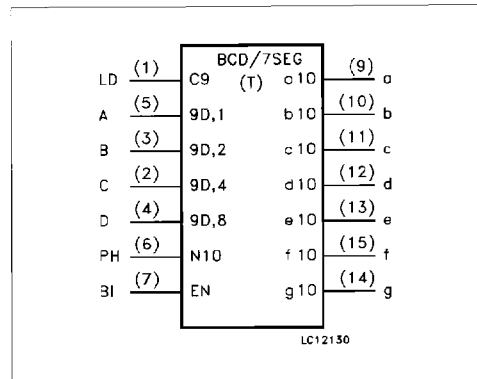 BCD/7SEG
(T)
LD (1) C9 a10 (9) a
A (5) 9D,1 b10 (10) b
B (3) 9D,2 c10 (11) c
C (2) 9D,4 d10 (12) d
D (4) 9D,8 e10 (13) e
PH (6) N10 f10 (15) f
BI (7) EN g10 (14) g
LC12130